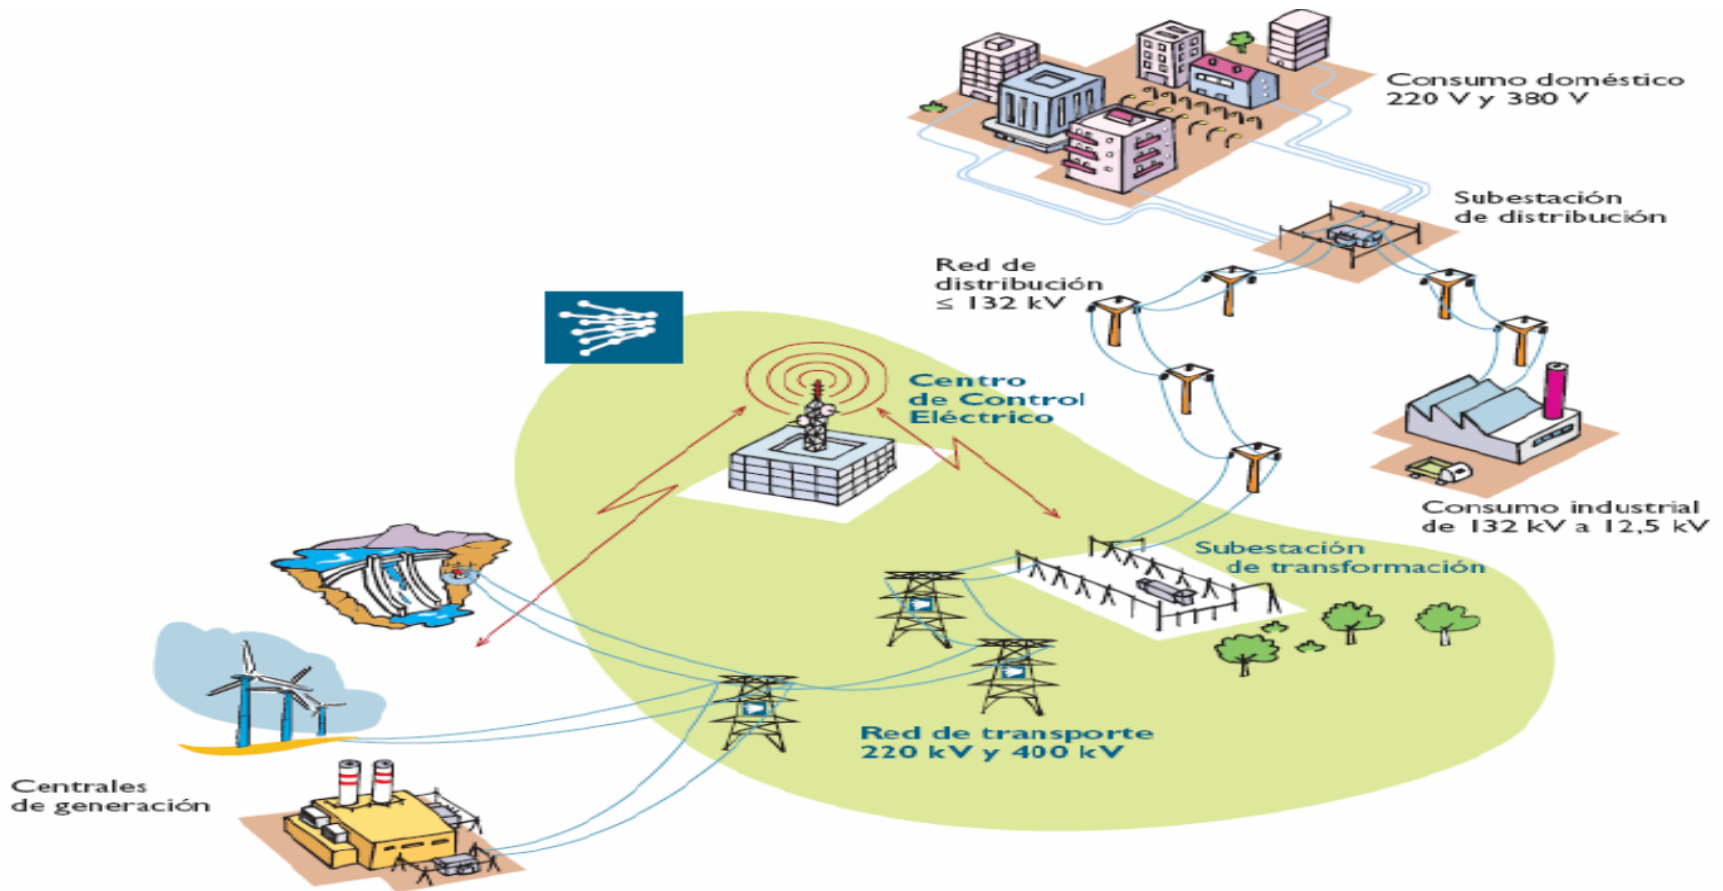 Consumo doméstico
220 V y 380 V
Subestación
de distribución
Red de
distribución
≤ 132 kV
Centro
de Control
Eléctrico
Consumo industrial
de 132 kV a 12,5 kV
Subestación
de transformación
Red de transporte
220 kV y 400 kV
Centrales
de generación